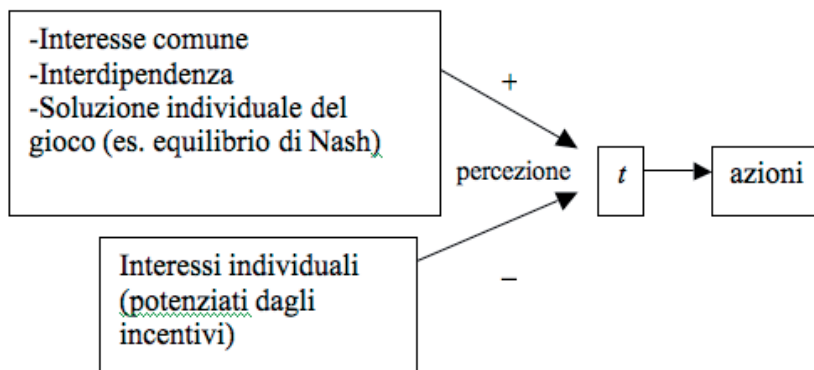 -Interesse comune
-Interdipendenza
-Soluzione individuale del
gioco (es. equilibrio di Nash)
+
percezione
t
azioni
Interessi individuali
(potenziati dagli
incentivi)
−